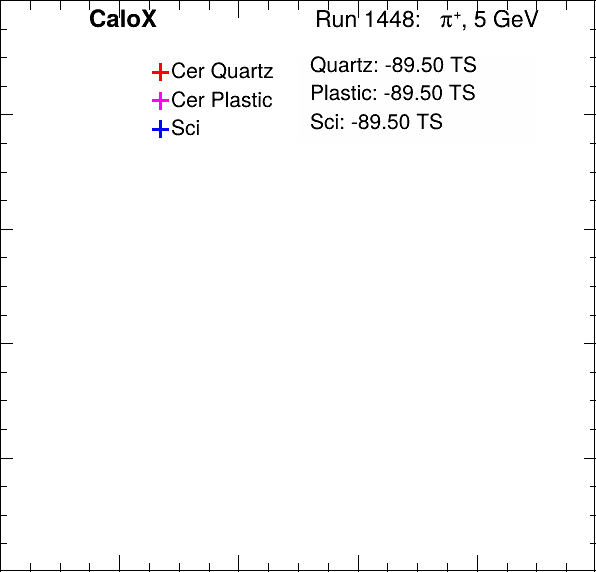 CaloX Run 1448: π⁺, 5 GeV
Cer Quartz Quartz: -89.50 TS
Cer Plastic Plastic: -89.50 TS
Sci Sci: -89.50 TS